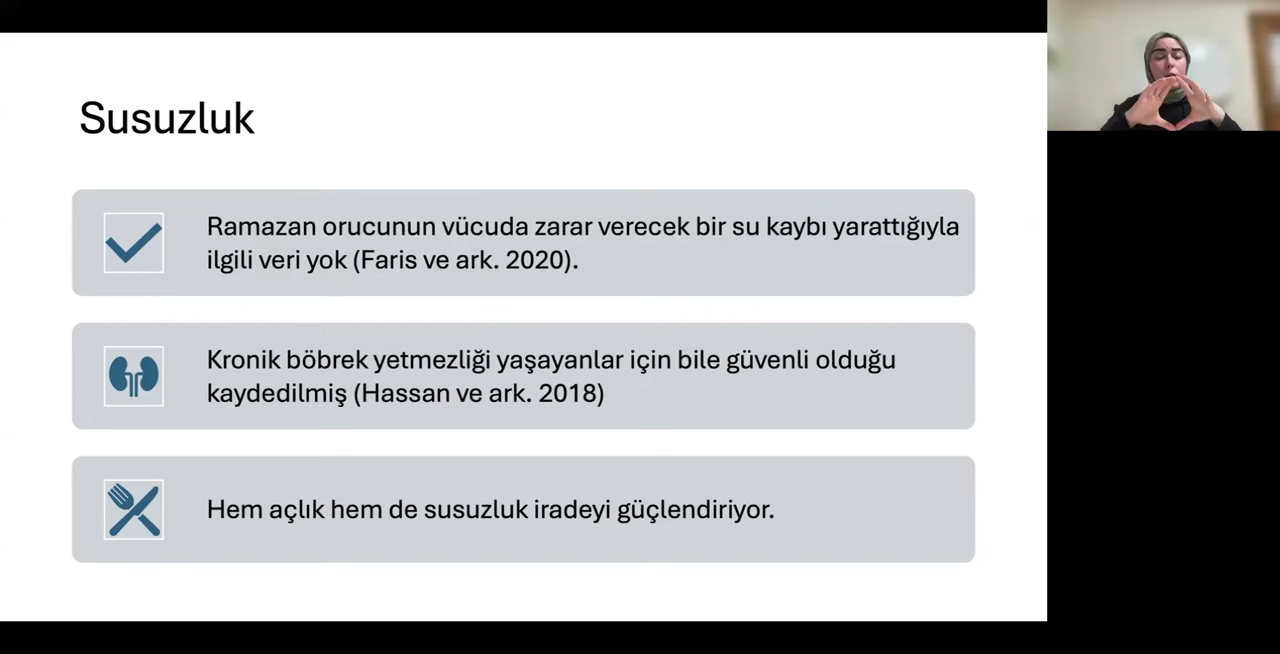 Susuzluk
Ramazan orucunun vücuda zarar verecek bir su kaybı yarattığıyla
ilgili veri yok (Faris ve ark. 2020).
Kronik böbrek yetmezliği yaşayanlar için bile güvenli olduğu
kaydedilmiş (Hassan ve ark. 2018)
Hem açlık hem de susuzluk iradeyi güçlendiriyor.